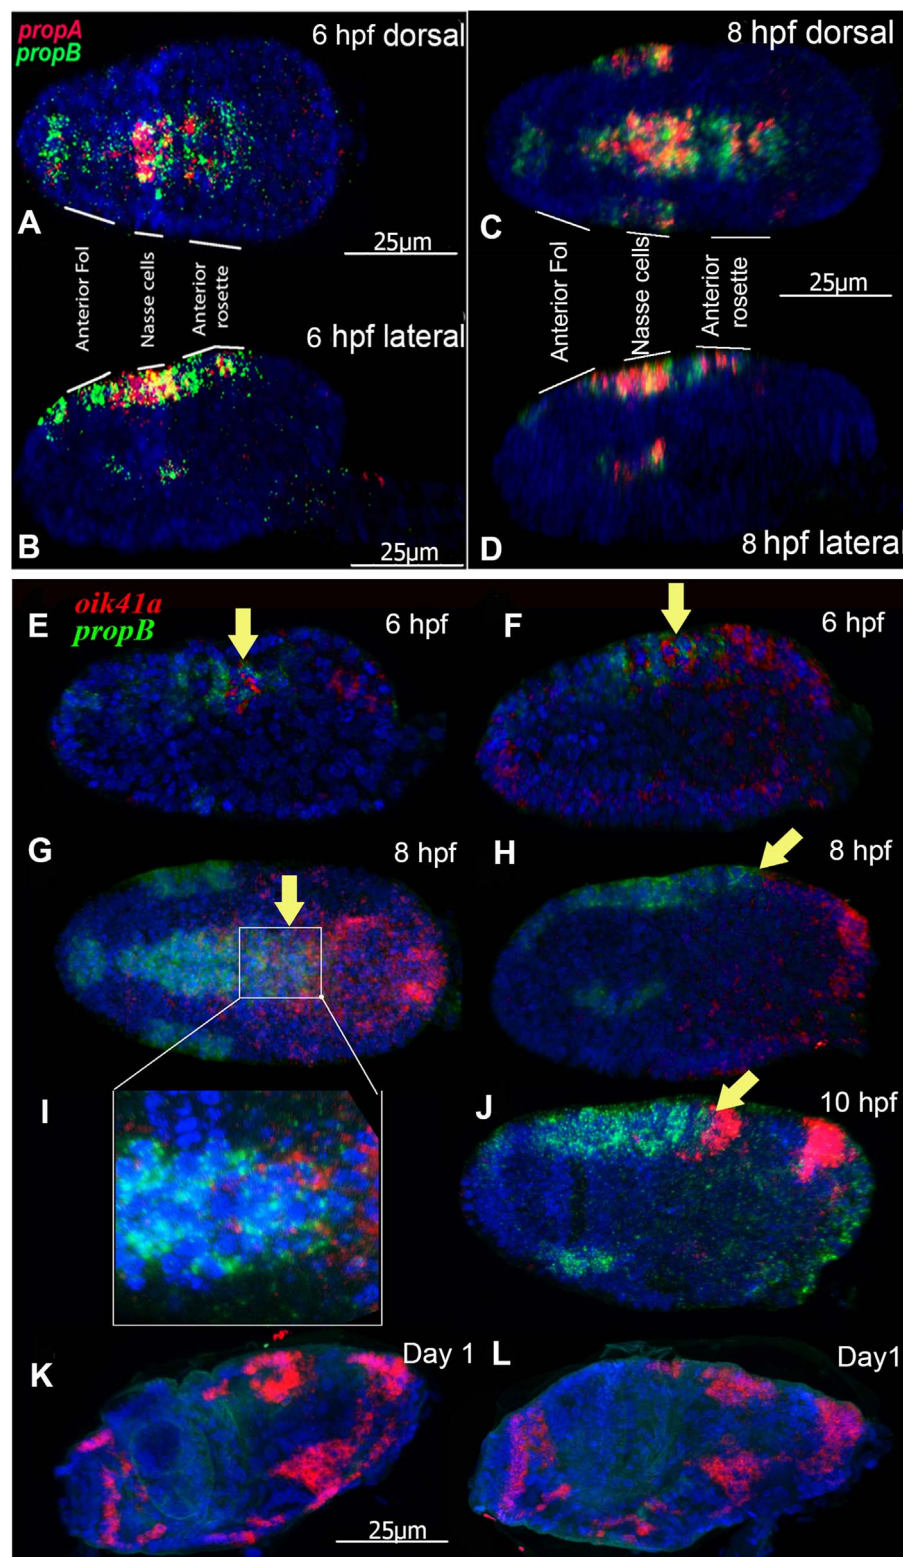 propA
propB
6 hpf dorsal
A
25µm
8 hpf dorsal
C
25µm
Anterior Fol
Nasse cells
Anterior
rosette
Anterior Fol
Nasse cells
Anterior
rosette
6 hpf lateral
B
25µm
D
8 hpf lateral
oik41a
propB
E
6 hpf
F
6 hpf
G
8 hpf
H
8 hpf
I
J
10 hpf
K
Day 1
25µm
L
Day1